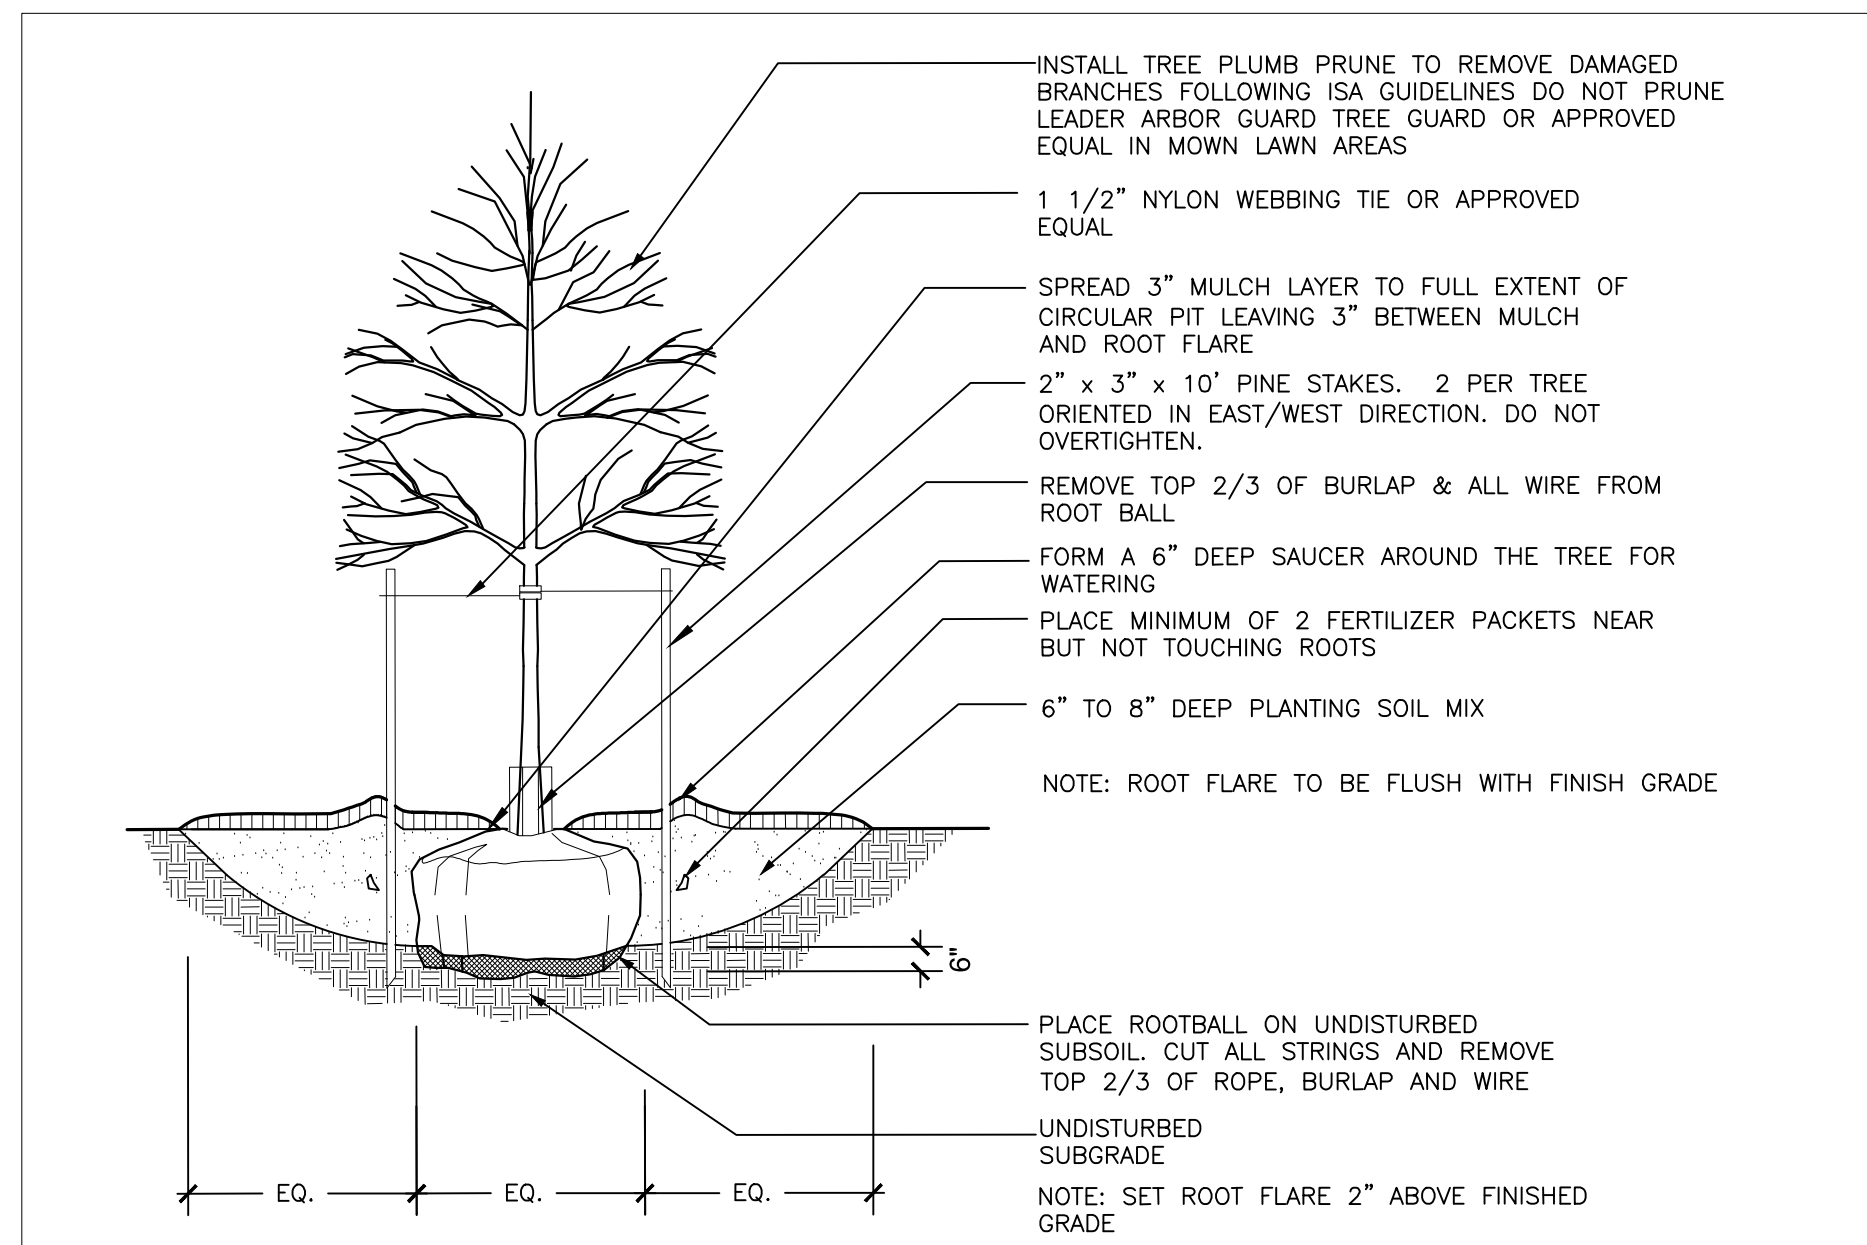 INSTALL TREE PLUMB PRUNE TO REMOVE DAMAGED
BRANCHES FOLLOWING ISA GUIDELINES DO NOT PRUNE
LEADER ARBOR GUARD TREE GUARD OR APPROVED
EQUAL IN MOWN LAWN AREAS
1 1/2” NYLON WEBBING TIE OR APPROVED
EQUAL
SPREAD 3” MULCH LAYER TO FULL EXTENT OF
CIRCULAR PIT LEAVING 3” BETWEEN MULCH
AND ROOT FLARE
2” x 3” x 10’ PINE STAKES. 2 PER TREE
ORIENTED IN EAST/WEST DIRECTION. DO NOT
OVERTIGHTEN.
REMOVE TOP 2/3 OF BURLAP & ALL WIRE FROM
ROOT BALL
FORM A 6” DEEP SAUCER AROUND THE TREE FOR
WATERING
PLACE MINIMUM OF 2 FERTILIZER PACKETS NEAR
BUT NOT TOUCHING ROOTS
6” TO 8” DEEP PLANTING SOIL MIX
NOTE: ROOT FLARE TO BE FLUSH WITH FINISH GRADE
6"
PLACE ROOTBALL ON UNDISTURBED
SUBSOIL. CUT ALL STRINGS AND REMOVE
TOP 2/3 OF ROPE, BURLAP AND WIRE
UNDISTURBED
SUBGRADE
EQ. EQ. EQ.
NOTE: SET ROOT FLARE 2” ABOVE FINISHED
GRADE